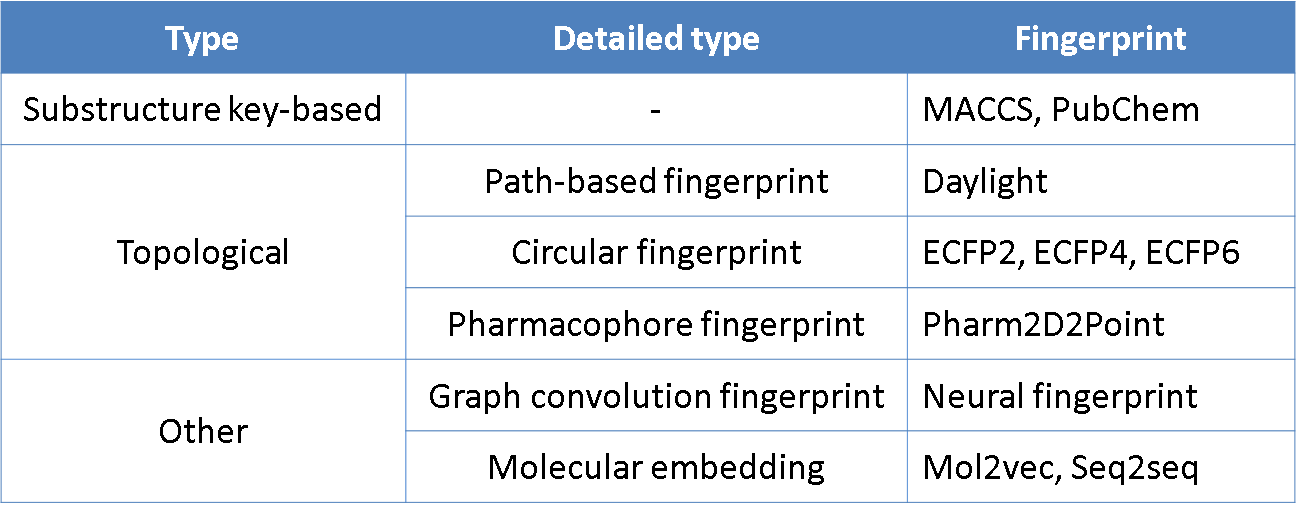 Type Detailed type Fingerprint
Substructure key-based - MACCS, PubChem
Path-based fingerprint Daylight
Topological Circular fingerprint ECFP2, ECFP4, ECFP6
Pharmacophore fingerprint Pharm2D2Point
Graph convolution fingerprint Neural fingerprint
Other
Molecular embedding Mol2vec, Seq2seq